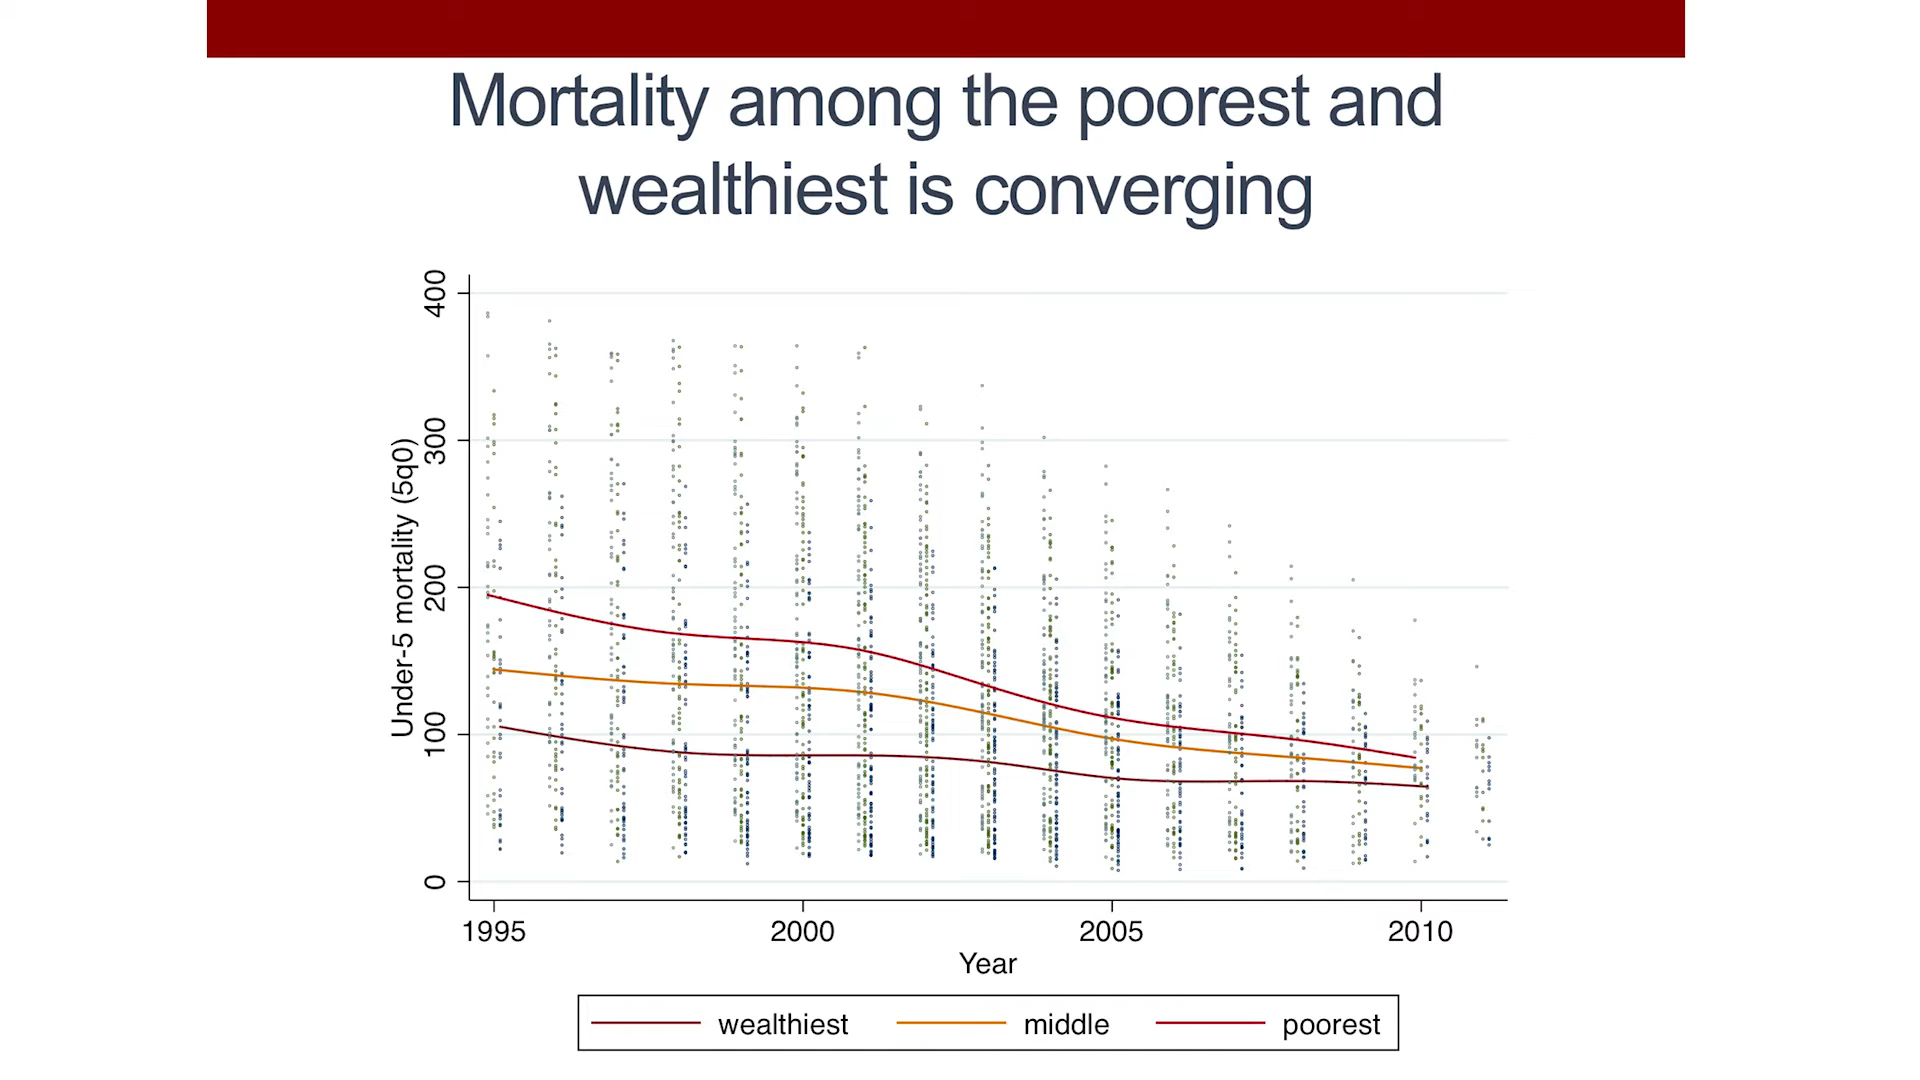 Mortality among the poorest and
wealthiest is converging
Under-5 mortality (5q0)
400
300
200
100
0
1995 2000 2005 2010
Year
wealthiest middle poorest